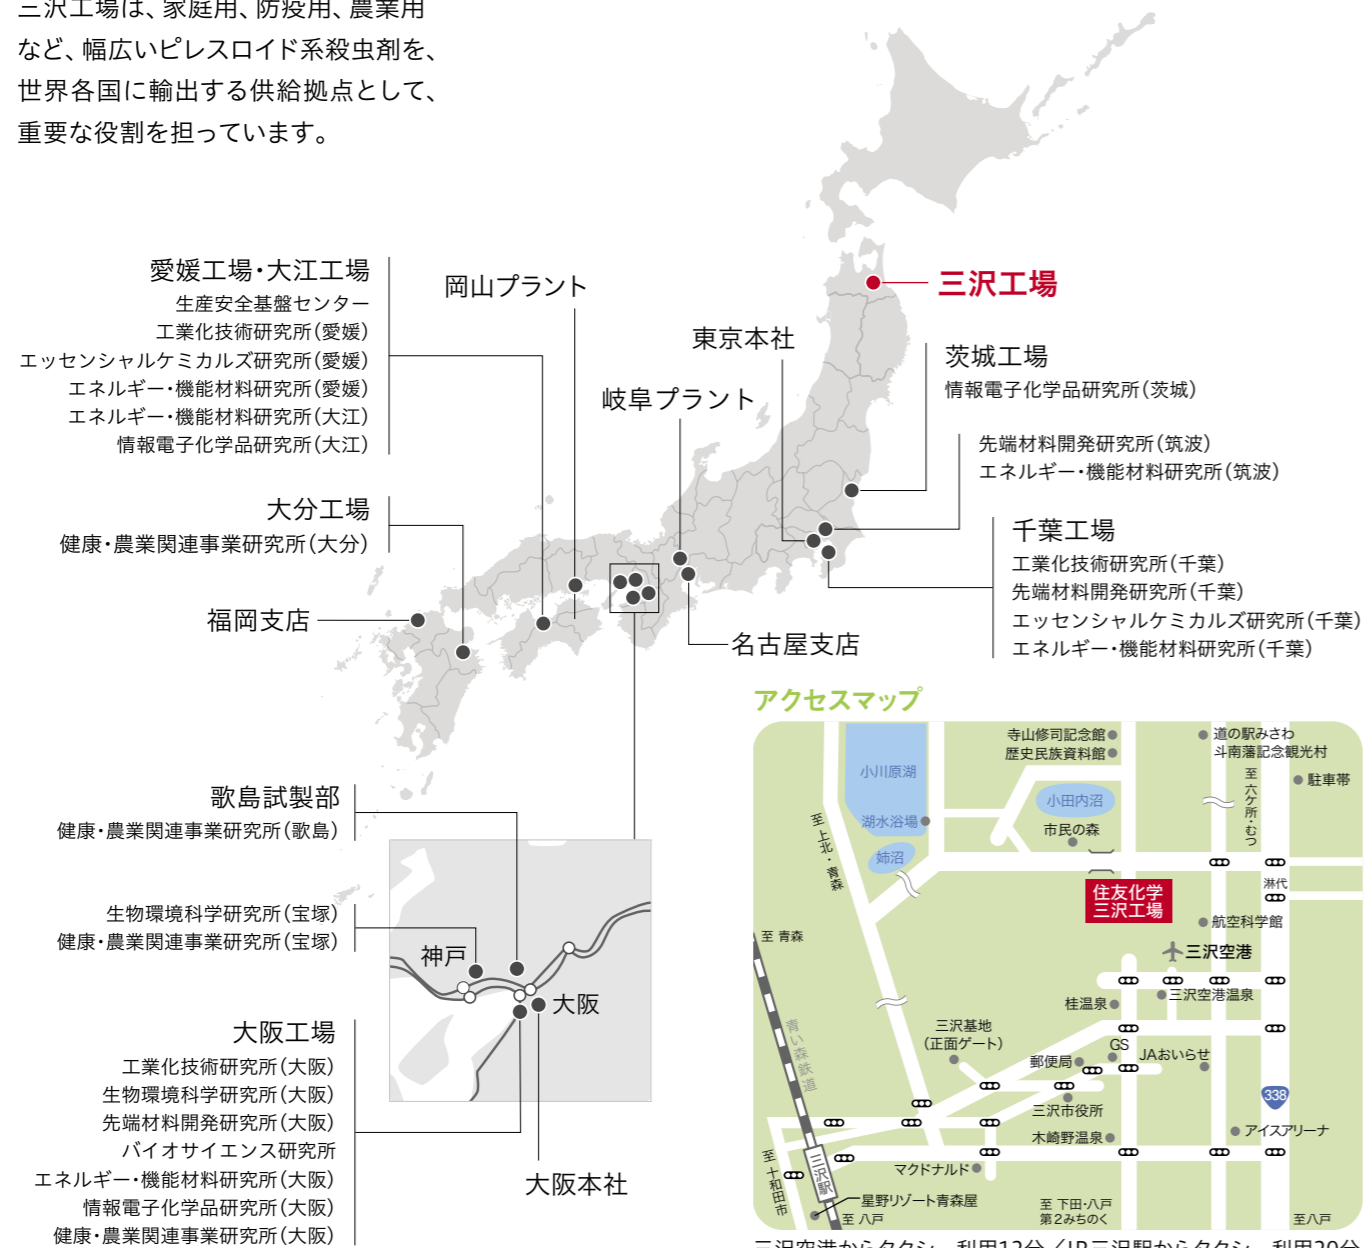 三沢工場は、家庭用、防疫用、農業用
など、幅広いピレスロイド系殺虫剤を、
世界各国に輸出する供給拠点として、
重要な役割を担っています。
愛媛工場・大江工場
生産安全基盤センター
工業化技術研究所(愛媛)
エッセンシャルケミカルズ研究所(愛媛)
エネルギー・機能材料研究所(愛媛)
エネルギー・機能材料研究所(大江)
情報電子化学品研究所(大江)
岡山プラント
岐阜プラント
東京本社
三沢工場
茨城工場
情報電子化学品研究所(茨城)
先端材料開発研究所(筑波)
エネルギー・機能材料研究所(筑波)
千葉工場
工業化技術研究所(千葉)
先端材料開発研究所(千葉)
エッセンシャルケミカルズ研究所(千葉)
エネルギー・機能材料研究所(千葉)
大分工場
健康・農業関連事業研究所(大分)
福岡支店
名古屋支店
歌島試製部
健康・農業関連事業研究所(歌島)
生物環境科学研究所(宝塚)
健康・農業関連事業研究所(宝塚)
神戸
大阪
大阪工場
工業化技術研究所(大阪)
生物環境科学研究所(大阪)
先端材料開発研究所(大阪)
バイオサイエンス研究所
エネルギー・機能材料研究所(大阪)
情報電子化学品研究所(大阪)
健康・農業関連事業研究所(大阪)
大阪本社
アクセスマップ
寺山修司記念館
歴史民族資料館
道の駅みさわ
斗南藩記念観光村
小川原湖
至 六ケ所・むつ
駐車帯
小田内沼
湖水浴場
市民の森
至 上北・青森
姉沼
住友化学
三沢工場
淋代
航空科学館
至 青森
三沢空港
三沢空港温泉
桂温泉
青い森鉄道
三沢基地
(正面ゲート)
GS
郵便局
JAおいらせ
338
三沢市役所
アイスアリーナ
木崎野温泉
マクドナルド
至 十和田市
三沢駅
星野リゾート青森屋
至 八戸
至 下田・八戸
第2みちのく
至八戸
三沢空港からタクシー利用12分／JR三沢駅からタクシー利用20分